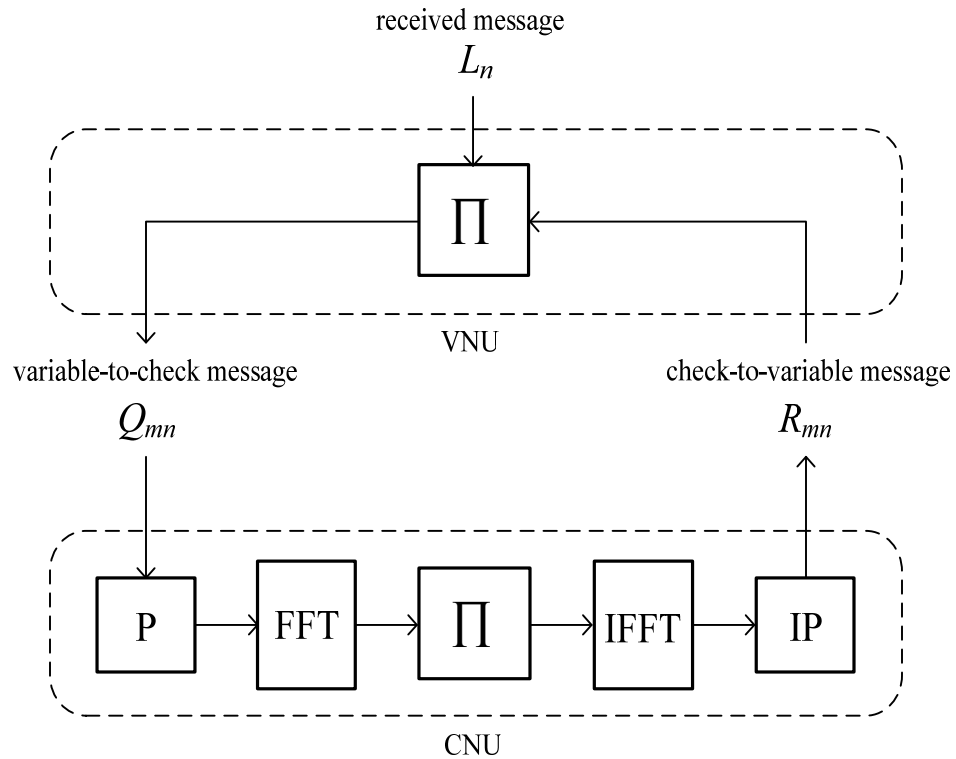 received message
Ln
∏
VNU
variable-to-check message
Qmn
check-to-variable message
Rmn
P
FFT
∏
IFFT
IP
CNU